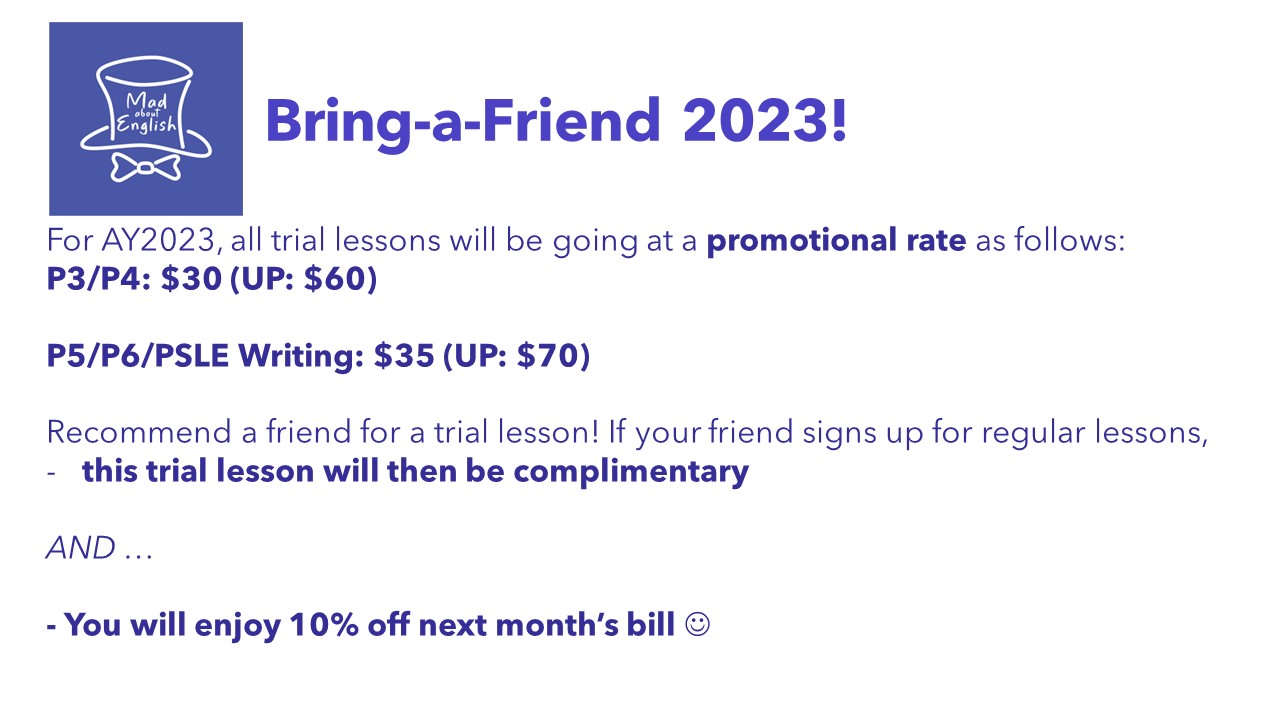 Mad
about
English
Bring-a-Friend 2023!
For AY2023, all trial lessons will be going at a promotional rate as follows:
P3/P4: $30 (UP: $60)
P5/P6/PSLE Writing: $35 (UP: $70)
Recommend a friend for a trial lesson! If your friend signs up for regular lessons,
- this trial lesson will then be complimentary
AND …
- You will enjoy 10% off next month’s bill ☺